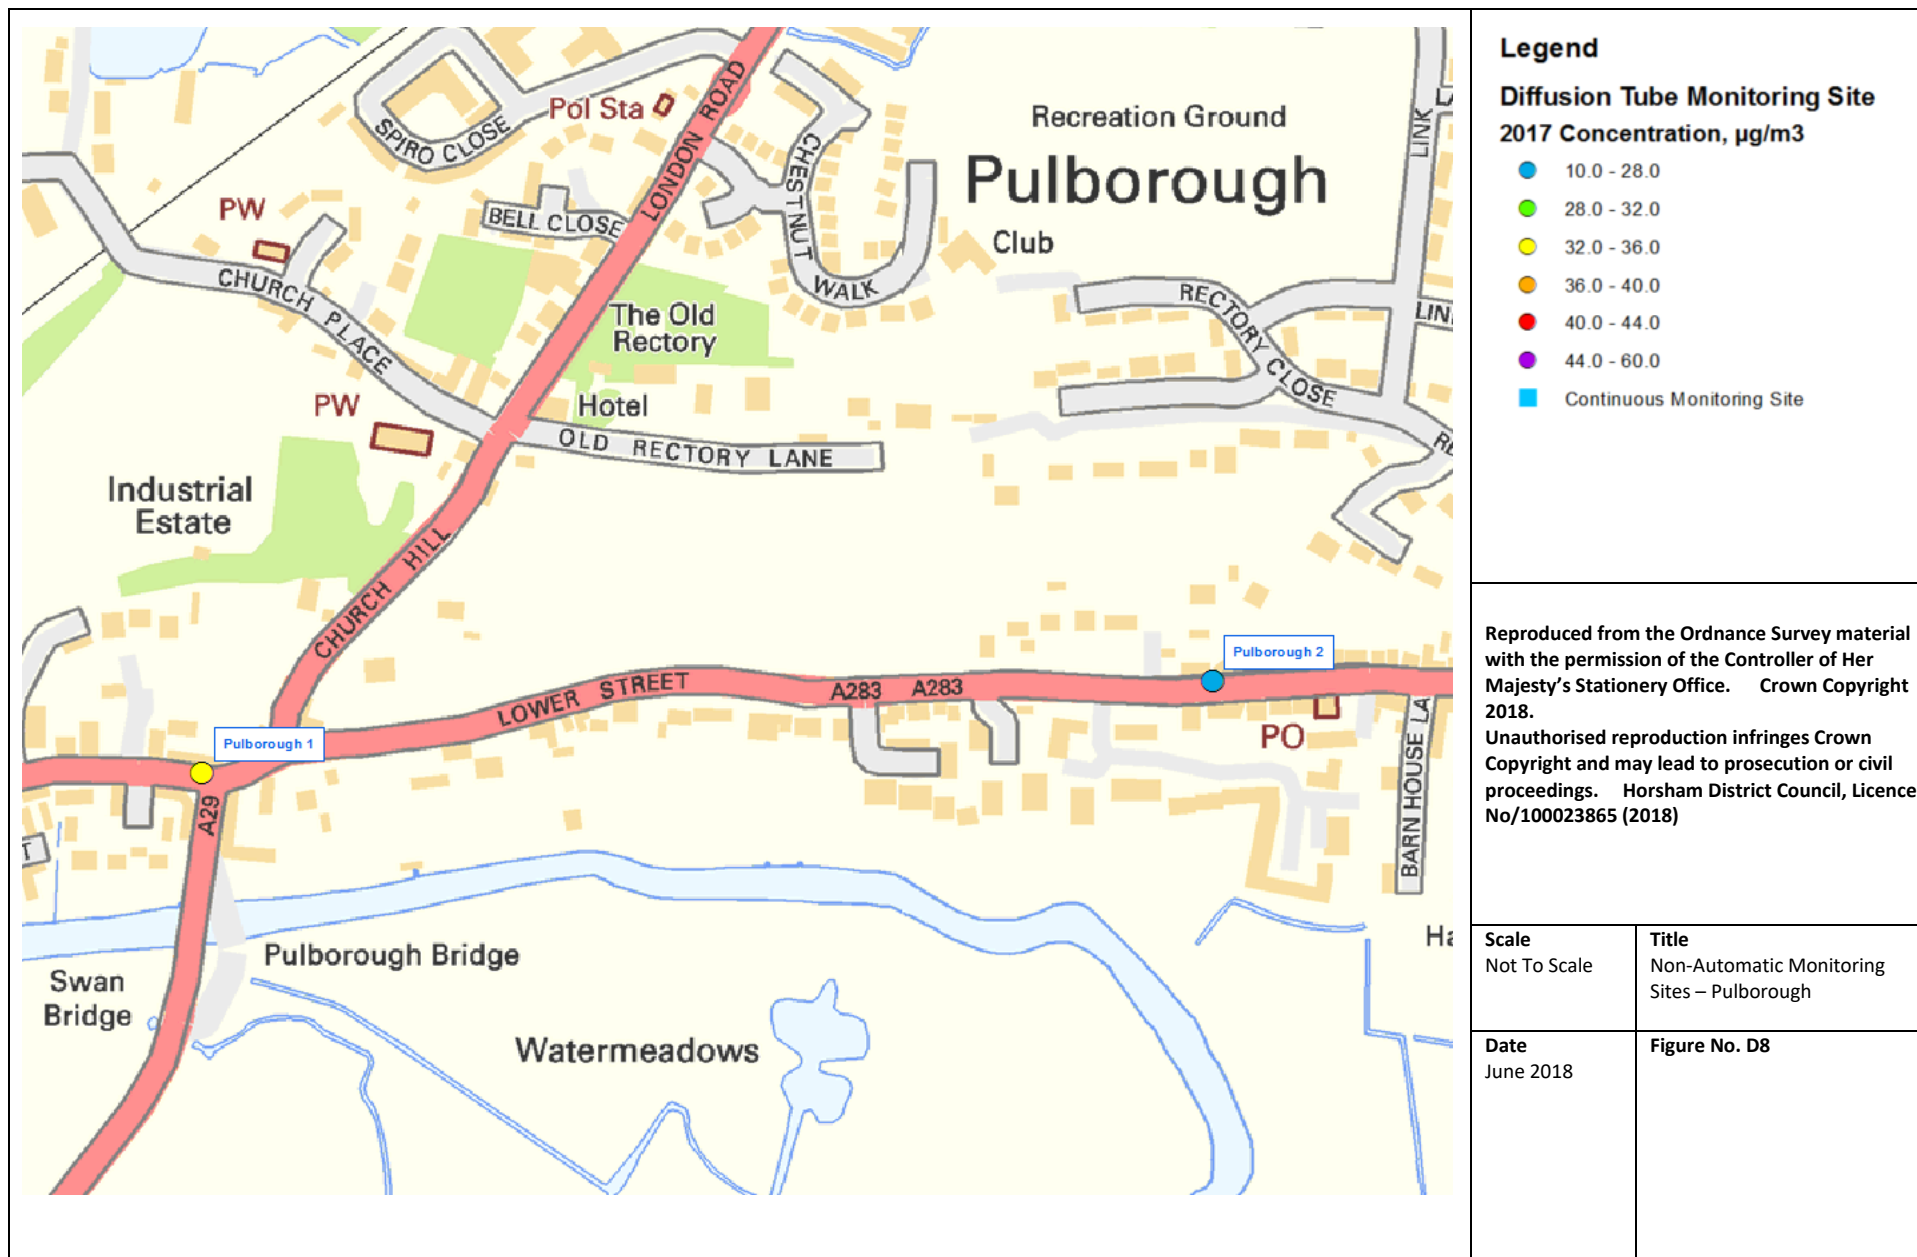 Pol Sta
SPIRO CLOSE
LONDON ROAD
CHESTNUT WALK
Recreation Ground
Pulborough
Club
LINK
PW
BELL CLOSE
CHURCH PLACE
The Old
Rectory
RECTORY CLOSE
PW
Hotel
OLD RECTORY LANE
Industrial
Estate
CHURCH HILL
Pulborough 2
LOWER STREET
A283 A283
Pulborough 1
PO
A29
BARN HOUSE LA
Pulborough Bridge
Swan
Bridge
Watermeadows
Legend
Diffusion Tube Monitoring Site
2017 Concentration, µg/m3
10.0 - 28.0
28.0 - 32.0
32.0 - 36.0
36.0 - 40.0
40.0 - 44.0
44.0 - 60.0
Continuous Monitoring Site
Reproduced from the Ordnance Survey material
with the permission of the Controller of Her
Majesty’s Stationery Office. Crown Copyright
2018.
Unauthorised reproduction infringes Crown
Copyright and may lead to prosecution or civil
proceedings. Horsham District Council, Licence
No/100023865 (2018)
Scale
Not To Scale
Title
Non-Automatic Monitoring
Sites – Pulborough
Date
June 2018
Figure No. D8